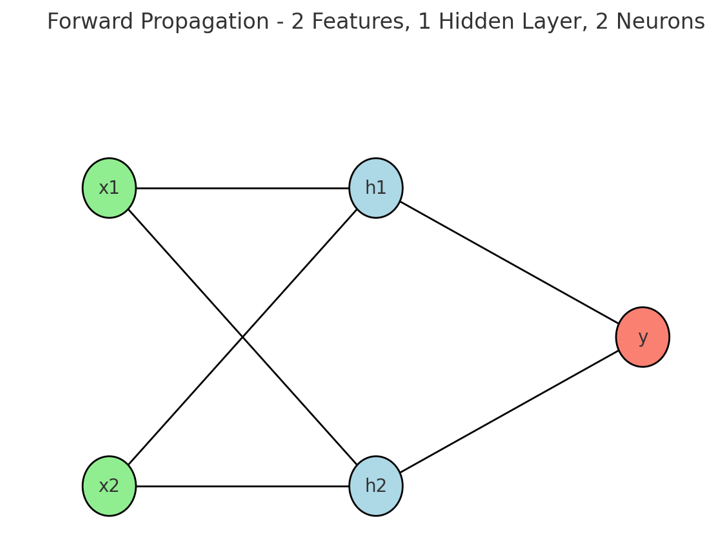 Forward Propagation - 2 Features, 1 Hidden Layer, 2 Neurons
x1
h1
y
x2
h2